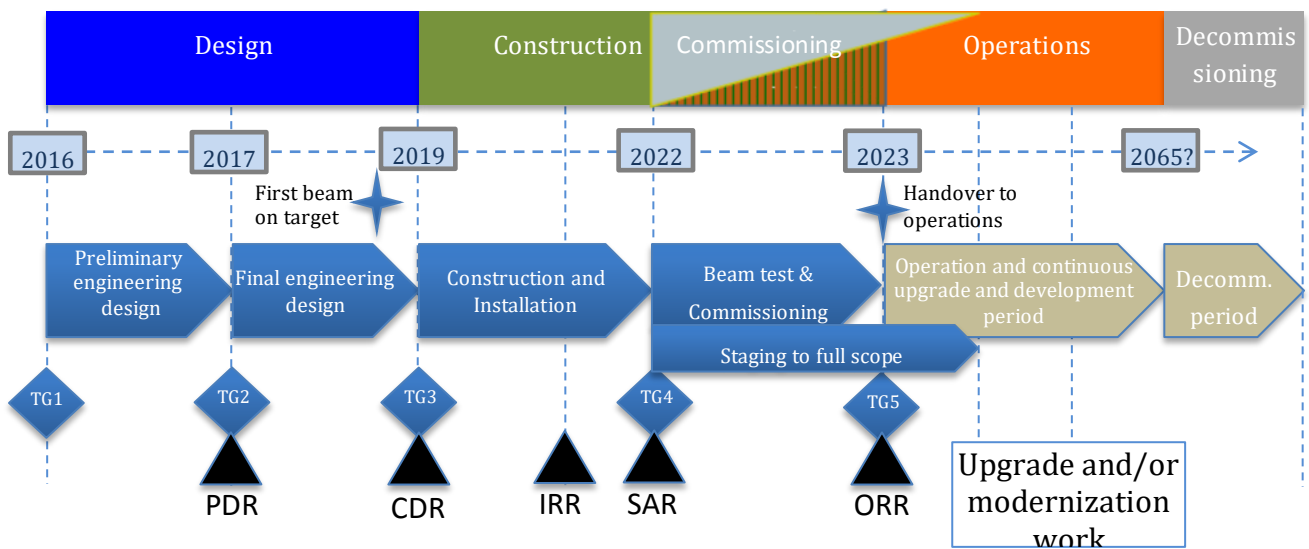 Design
Construction
Commissioning
Operations
Decommis
sioning
2016
2017
2019
2022
2023
2065?
First beam
on target
Handover to
operations
Preliminary
engineering
design
Final engineering
design
Construction and
Installation
Beam test &
Commissioning
Operation and continuous
upgrade and development
period
Decomm.
period
Staging to full scope
TG1
TG2
TG3
TG4
TG5
PDR
CDR
IRR
SAR
ORR
Upgrade and/or
modernization
work